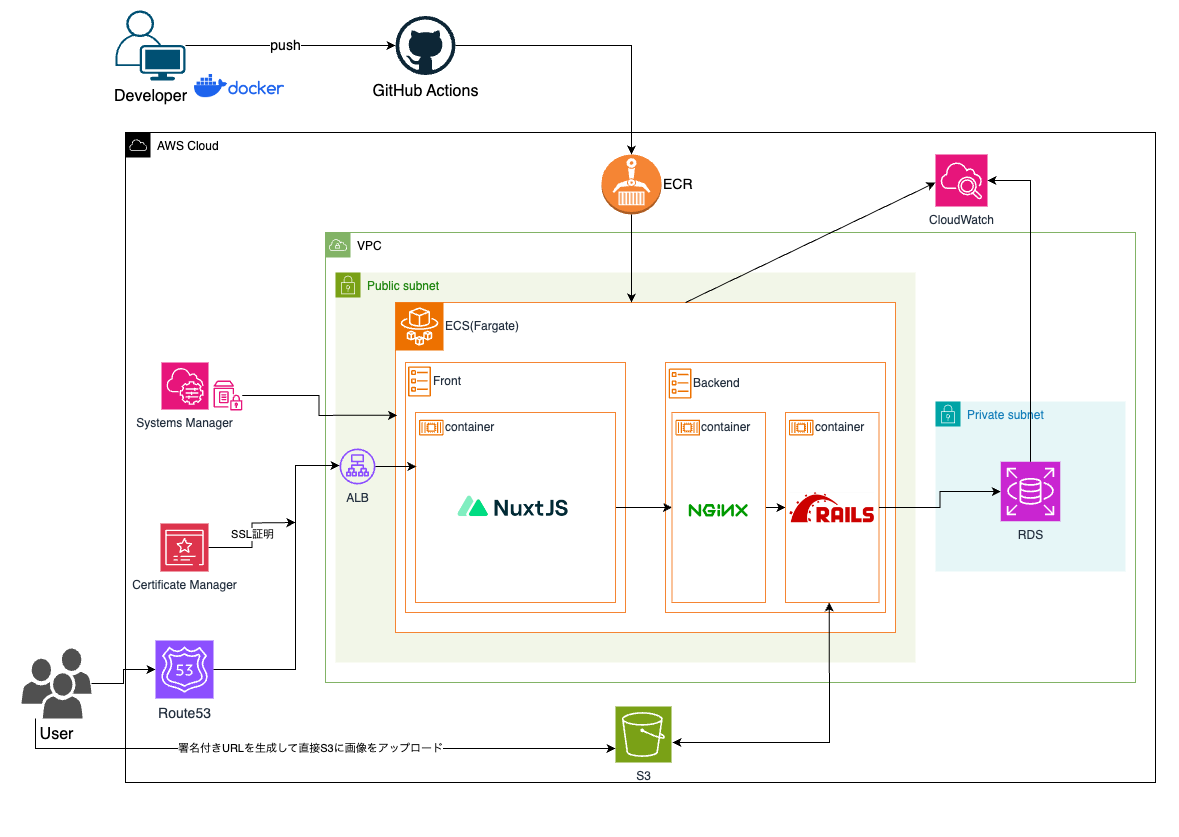 push
Developer
docker
GitHub Actions
AWS Cloud
ECR
CloudWatch
VPC
Public subnet
ECS(Fargate)
Front
Backend
container
container
container
Systems Manager
Private subnet
ALB
NuxtJS
NGINX
RAILS
RDS
SSL証明
Certificate Manager
53
Route53
User
署名付きURLを生成して直接S3に画像をアップロード
S3